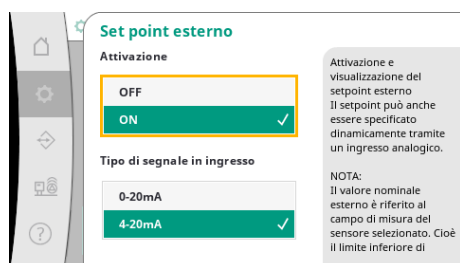 Set point esterno
Attivazione
OFF
ON
Tipo di segnale in ingresso
0-20mA
4-20mA
Attivazione e
visualizzazione del
setpoint esterno
Il setpoint può anche
essere specificato
dinamicamente tramite
un ingresso analogico.
NOTA:
Il valore nominale
esterno è riferito al
campo di misura del
sensore selezionato. Cioè
il limite inferiore di